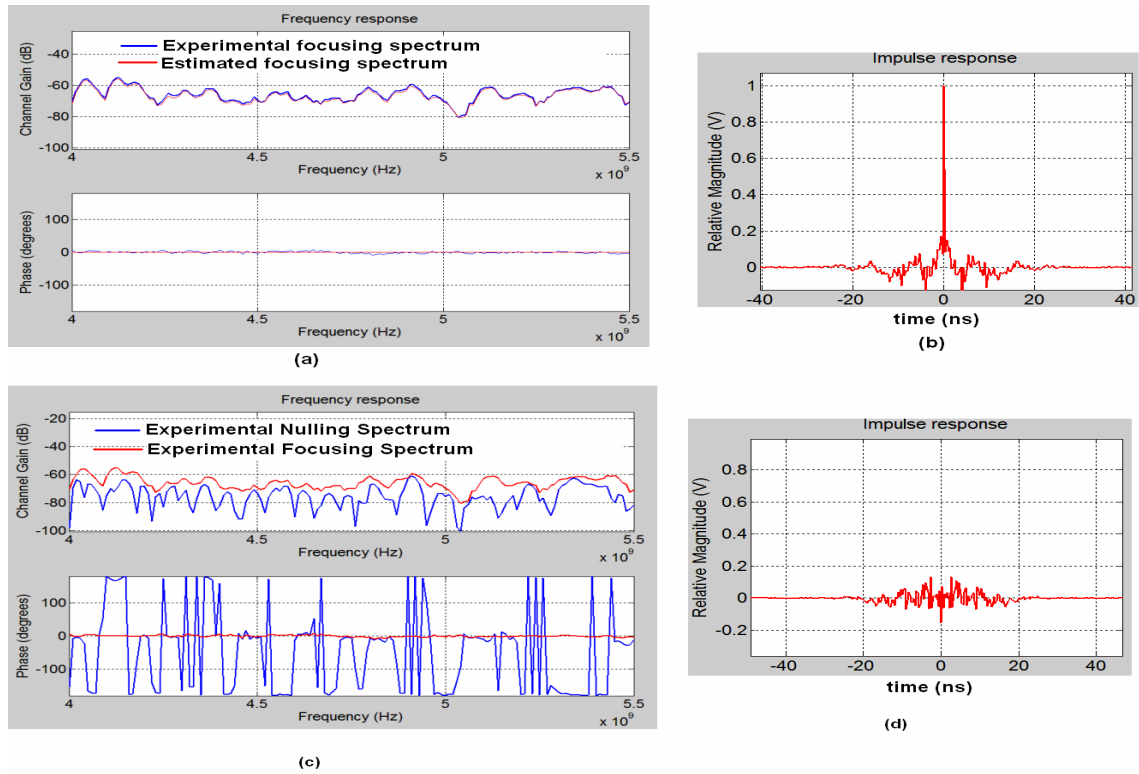 Frequency response
Experimental focusing spectrum
Estimated focusing spectrum
Channel Gain (dB)
-40
-60
-80
-100
4
4.5
5
5.5
Frequency (Hz)
x 10^9
Phase (degrees)
100
0
-100
4
4.5
5
5.5
Frequency (Hz)
x 10^9
(a)
Impulse response
Relative Magnitude (V)
1
0.8
0.6
0.4
0.2
0
-40
-20
0
20
40
time (ns)
(b)
Frequency response
Experimental Nulling Spectrum
Experimental Focusing Spectrum
Channel Gain (dB)
-20
-40
-60
-80
-100
4
4.5
5
5.5
Frequency (Hz)
x 10^9
Phase (degrees)
100
0
-100
4
4.5
5
5.5
Frequency (Hz)
x 10^9
(c)
Impulse response
Relative Magnitude (V)
0.8
0.6
0.4
0.2
0
-0.2
-40
-20
0
20
40
time (ns)
(d)